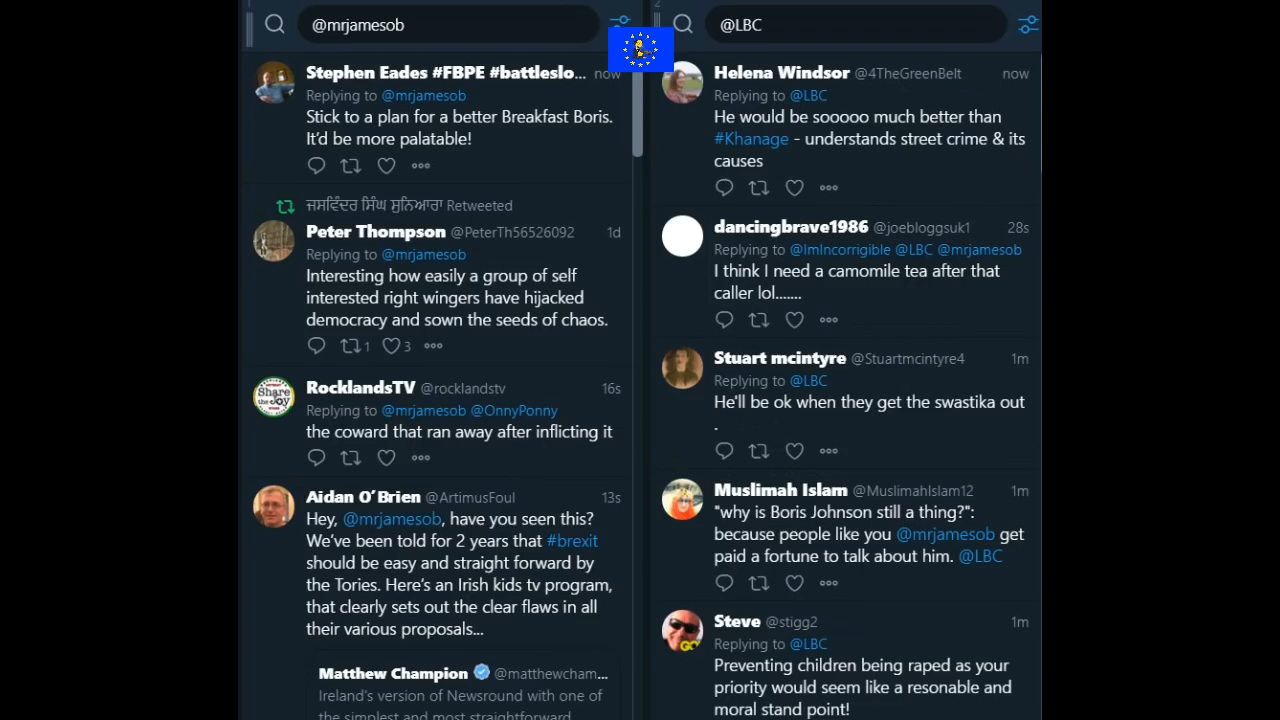 1
@mrjamesob
Stephen Eades #FBPE #battleslo... now
Replying to @mrjamesob
Stick to a plan for a better Breakfast Boris.
It'd be more palatable!
ਜਸਵਿੰਦਰ ਸਿੰਘ ਸੁਨਿਆਰਾ Retweeted
Peter Thompson @PeterTh56526092 1d
Replying to @mrjamesob
Interesting how easily a group of self
interested right wingers have hijacked
democracy and sown the seeds of chaos.
1 3
RocklandsTV @rocklandstv 16s
Replying to @mrjamesob @OnnyPonny
the coward that ran away after inflicting it
Share
the Joy
Aidan O´Brien @ArtimusFoul 13s
Hey, @mrjamesob, have you seen this?
We've been told for 2 years that #brexit
should be easy and straight forward by
the Tories. Here's an Irish kids tv program,
that clearly sets out the clear flaws in all
their various proposals...
Matthew Champion @matthewcham...
Ireland's version of Newsround with one of
the simplest and most straightforward
2
@LBC
Helena Windsor @4TheGreenBelt now
Replying to @LBC
He would be sooooo much better than
#Khanage - understands street crime & its
causes
dancingbrave1986 @joebloggsuk1 28s
Replying to @ImIncorrigible @LBC @mrjamesob
I think I need a camomile tea after that
caller lol.......
Stuart mcintyre @Stuartmcintyre4 1m
Replying to @LBC
He'll be ok when they get the swastika out
.
Muslimah Islam @MuslimahIslam12 1m
"why is Boris Johnson still a thing?":
because people like you @mrjamesob get
paid a fortune to talk about him. @LBC
Steve @stigg2 1m
Replying to @LBC
Preventing children being raped as your
priority would seem like a resonable and
moral stand point!